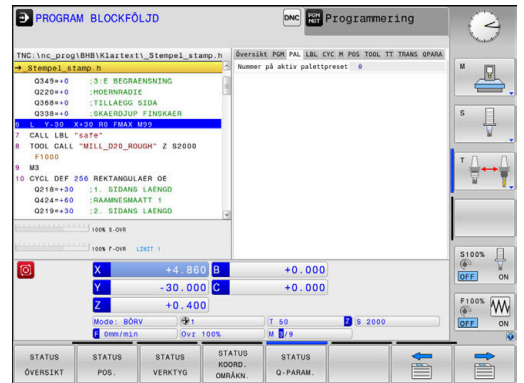 PROGRAM BLOCKFÖLJD
DNC
PGM MGT
Programmering
TNC:\nc_prog\BHB\Klartext\_Stempel_stamp.h
→_Stempel_stamp.h
Q349=+0 ;3:E BEGRAENSNING
Q220=+0 ;HOERNRADIE
Q368=+0 ;TILLAEGG SIDA
Q338=+0 ;SKAERDJUP FINSKAER
6 L Y-30 X+30 R0 FMAX M99
7 CALL LBL "safe"
8 TOOL CALL "MILL_D20_ROUGH" Z S2000
F1000
9 M3
10 CYCL DEF 256 REKTANGULAER OE
Q218=+30 ;1. SIDANS LAENGD
Q424=+60 ;RAAMNESMAATT 1
Q219=+30 ;2. SIDANS LAENGD
Översikt PGM PAL LBL CYC M POS TOOL TT TRANS QPARA
Nummer på aktiv palettpreset 0
100% S-OVR
100% F-OVR LIMIT 1
X +4.860 B +0.000
Y -30.000 C +0.000
Z +0.400
Mode: BÖRV 1 T 50 Z S 2000
F 0mm/min Ovr 100% M 5/9
M
S
T
S100%
OFF ON
F100%
OFF ON
STATUS ÖVERSIKT
STATUS POS.
STATUS VERKTYG
STATUS KOORD. OMRÄKN.
STATUS Q-PARAM.